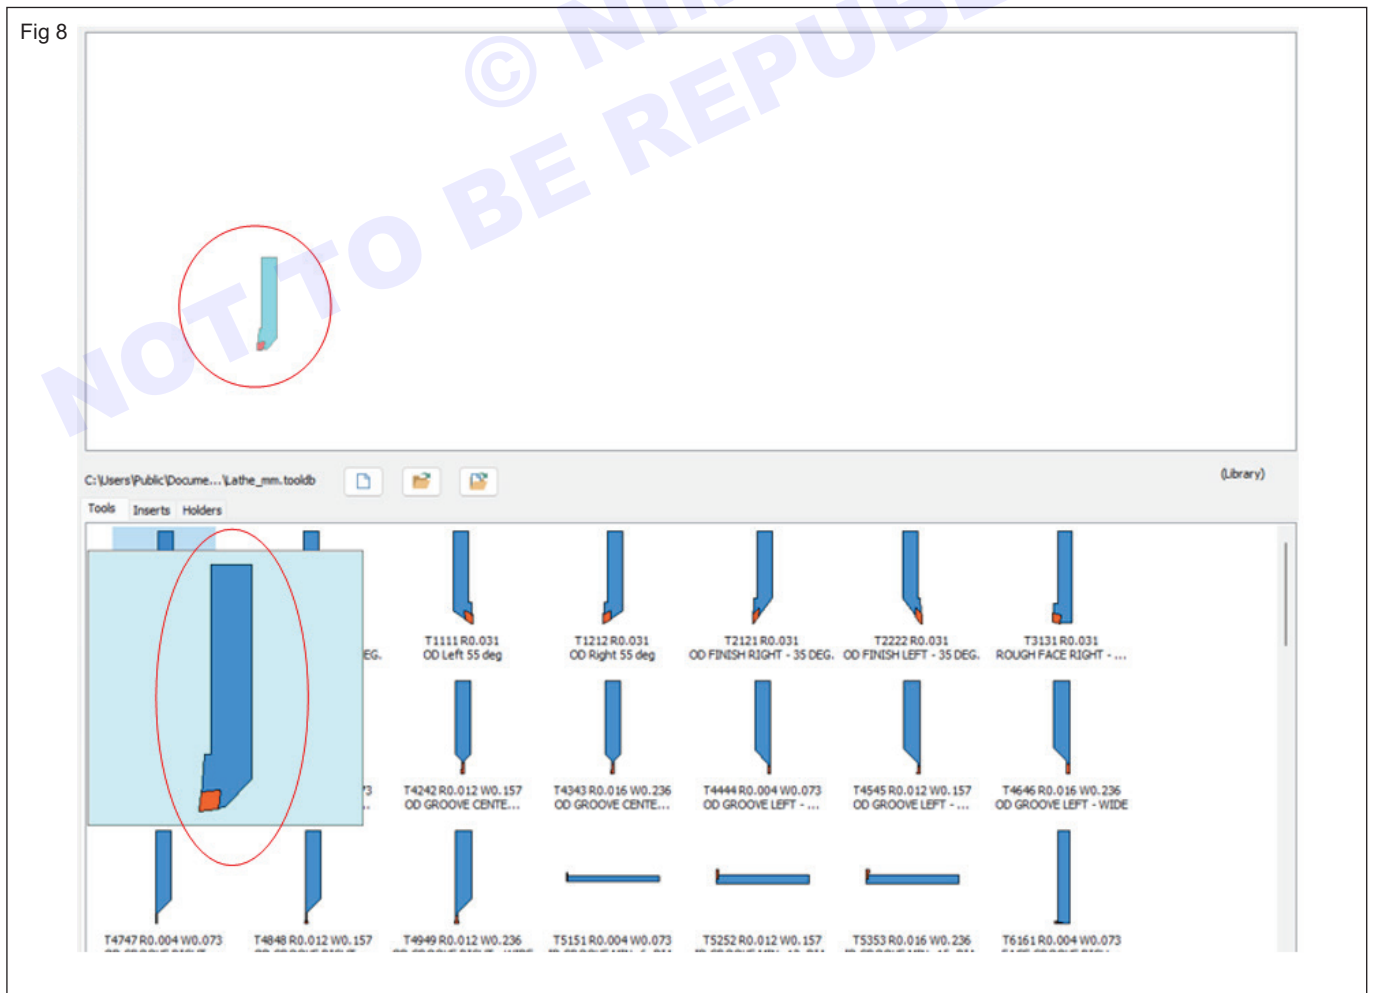 Fig 8
© NIM
NOT TO BE REPUBL
C:\Users\Public\Docume...\Lathe_mm.tooldb
(Library)
Tools Inserts Holders
EG.
T1111 R0.031
OD Left 55 deg
T1212 R0.031
OD Right 55 deg
T2121 R0.031
OD FINISH RIGHT - 35 DEG.
T2222 R0.031
OD FINISH LEFT - 35 DEG.
T3131 R0.031
ROUGH FACE RIGHT - ...
73
..
T4242 R0.012 W0.157
OD GROOVE CENTE...
T4343 R0.016 W0.236
OD GROOVE CENTE...
T4444 R0.004 W0.073
OD GROOVE LEFT - ...
T4545 R0.012 W0.157
OD GROOVE LEFT - ...
T4646 R0.016 W0.236
OD GROOVE LEFT - WIDE
T4747 R0.004 W0.073
T4848 R0.012 W0.157
T4949 R0.012 W0.236
T5151 R0.004 W0.073
T5252 R0.012 W0.157
T5353 R0.016 W0.236
T6161 R0.004 W0.073